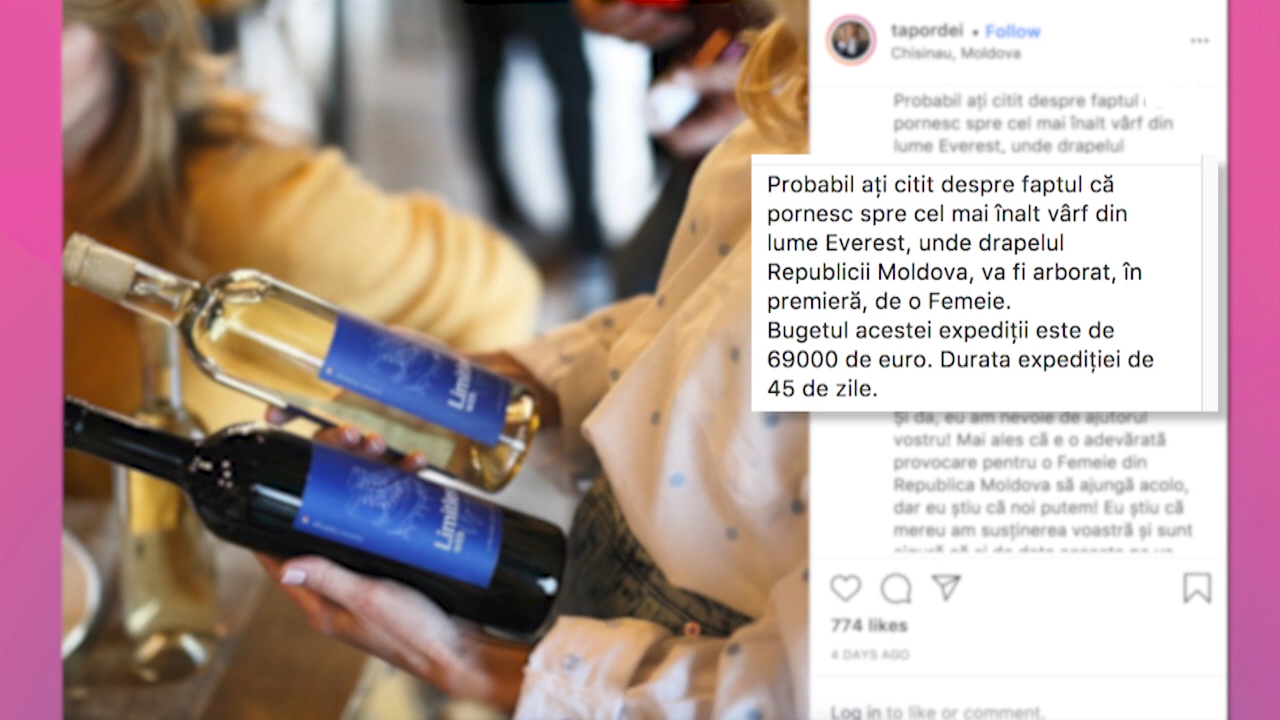 tapordei • Follow
Chisinau, Moldova
Probabil ați citit despre faptul
pornesc spre cel mai înalt vârf din
lume Everest, unde drapelul
Probabil ați citit despre faptul că
pornesc spre cel mai înalt vârf din
lume Everest, unde drapelul
Republicii Moldova, va fi arborat, în
premieră, de o Femeie.
Bugetul acestei expediții este de
69000 de euro. Durata expediției de
45 de zile.
Și da, eu am nevoie de ajutorul
vostru! Mai ales că e o adevărată
provocare pentru o Femeie din
Republica Moldova să ajungă acolo,
dar eu știu că noi putem! Eu știu că
mereu am susținerea voastră și sunt
774 likes
4 DAYS AGO
Log in to like or comment.
Limitless
Limitless